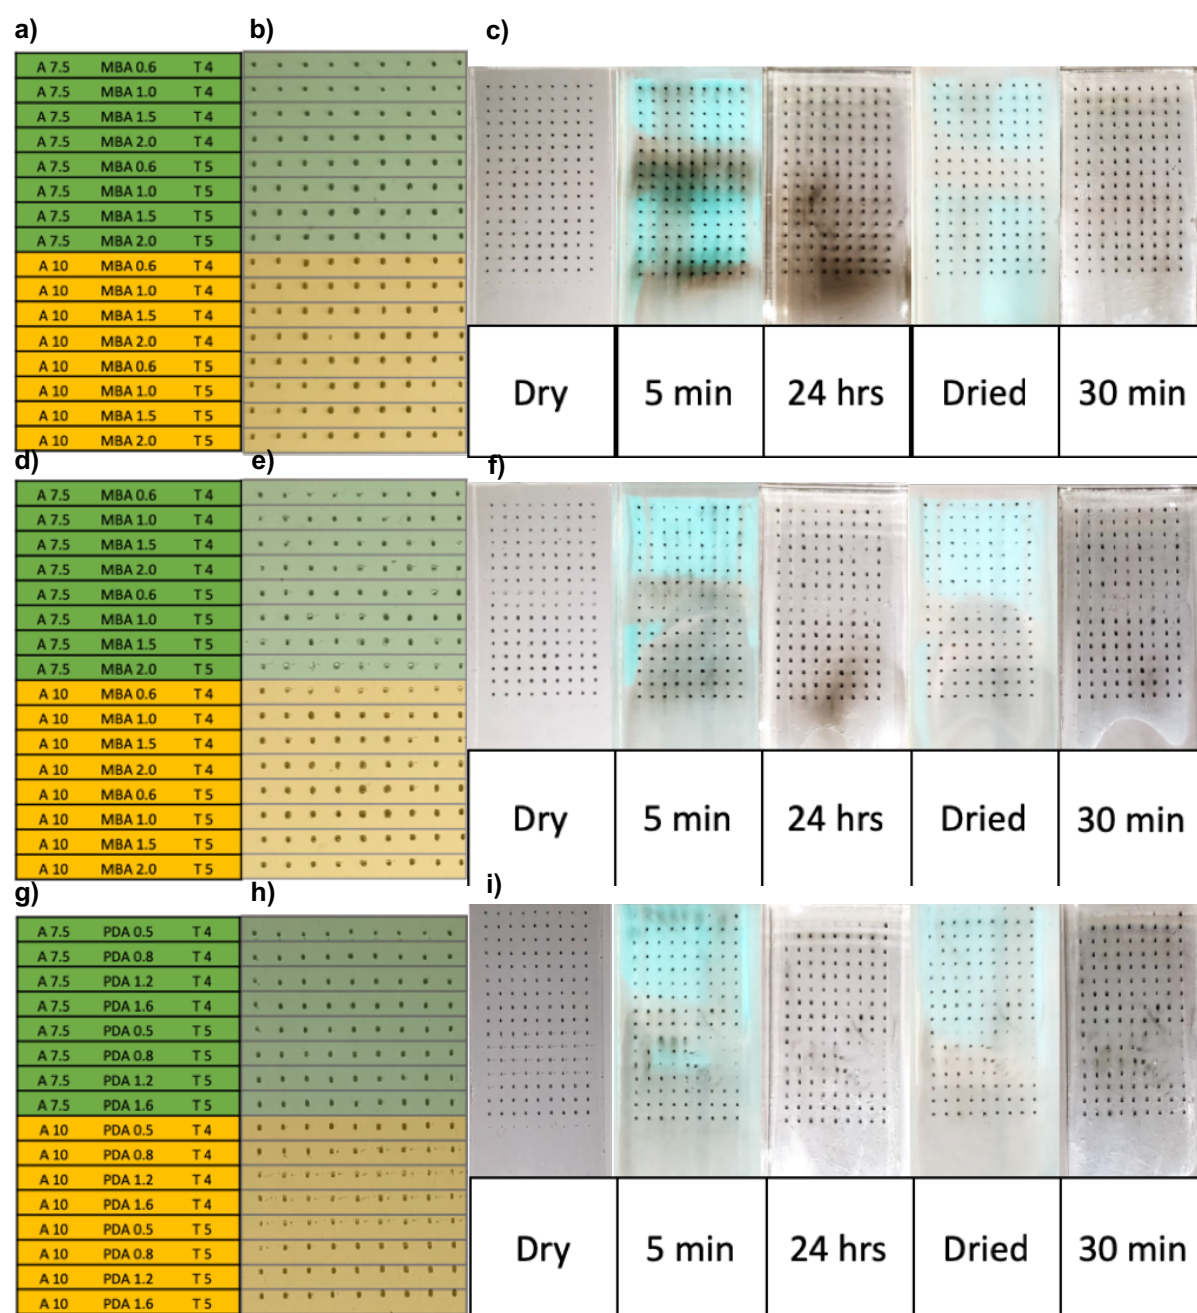 a) b) c)
A 7.5 MBA 0.6 T 4
A 7.5 MBA 1.0 T 4
A 7.5 MBA 1.5 T 4
A 7.5 MBA 2.0 T 4
A 7.5 MBA 0.6 T 5
A 7.5 MBA 1.0 T 5
A 7.5 MBA 1.5 T 5
A 7.5 MBA 2.0 T 5
A 10 MBA 0.6 T 4
A 10 MBA 1.0 T 4
A 10 MBA 1.5 T 4
A 10 MBA 2.0 T 4
A 10 MBA 0.6 T 5
A 10 MBA 1.0 T 5
A 10 MBA 1.5 T 5
A 10 MBA 2.0 T 5
Dry 5 min 24 hrs Dried 30 min
d) e) f)
A 7.5 MBA 0.6 T 4
A 7.5 MBA 1.0 T 4
A 7.5 MBA 1.5 T 4
A 7.5 MBA 2.0 T 4
A 7.5 MBA 0.6 T 5
A 7.5 MBA 1.0 T 5
A 7.5 MBA 1.5 T 5
A 7.5 MBA 2.0 T 5
A 10 MBA 0.6 T 4
A 10 MBA 1.0 T 4
A 10 MBA 1.5 T 4
A 10 MBA 2.0 T 4
A 10 MBA 0.6 T 5
A 10 MBA 1.0 T 5
A 10 MBA 1.5 T 5
A 10 MBA 2.0 T 5
Dry 5 min 24 hrs Dried 30 min
g) h) i)
A 7.5 PDA 0.5 T 4
A 7.5 PDA 0.8 T 4
A 7.5 PDA 1.2 T 4
A 7.5 PDA 1.6 T 4
A 7.5 PDA 0.5 T 5
A 7.5 PDA 0.8 T 5
A 7.5 PDA 1.2 T 5
A 7.5 PDA 1.6 T 5
A 10 PDA 0.5 T 4
A 10 PDA 0.8 T 4
A 10 PDA 1.2 T 4
A 10 PDA 1.6 T 4
A 10 PDA 0.5 T 5
A 10 PDA 0.8 T 5
A 10 PDA 1.2 T 5
A 10 PDA 1.6 T 5
Dry 5 min 24 hrs Dried 30 min